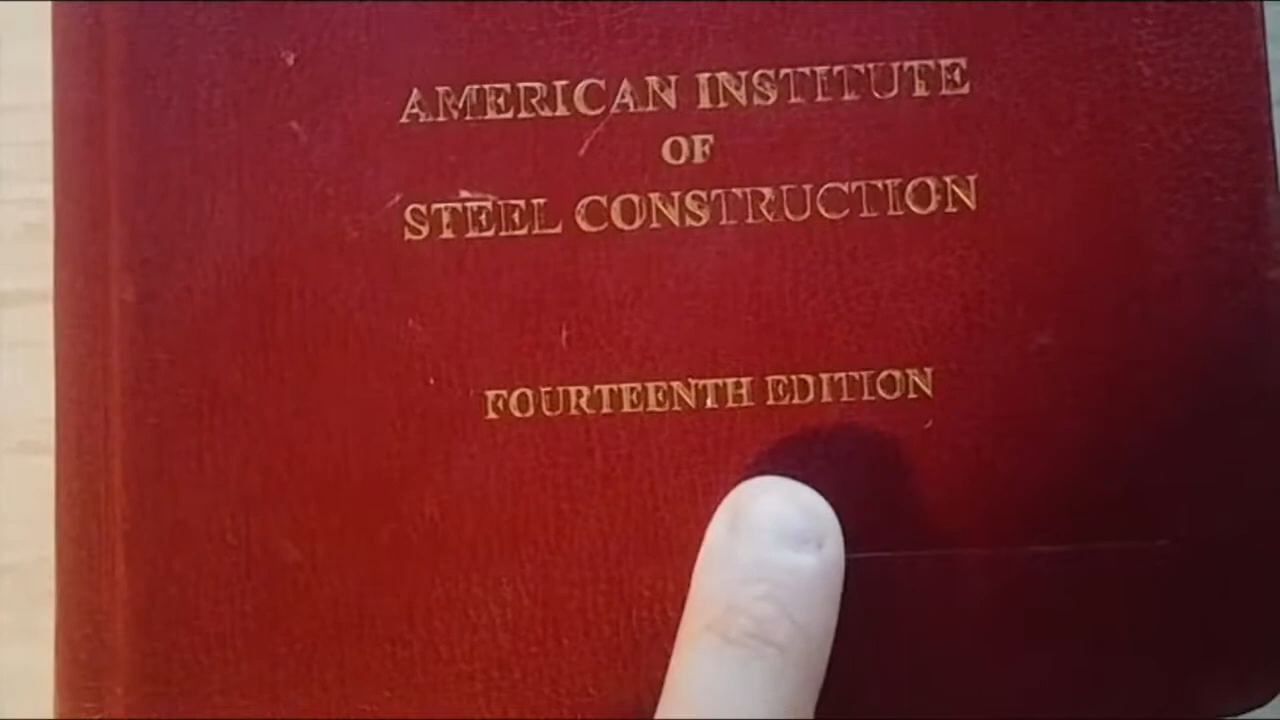 AMERICAN INSTITUTE
OF
STEEL CONSTRUCTION
FOURTEENTH EDITION